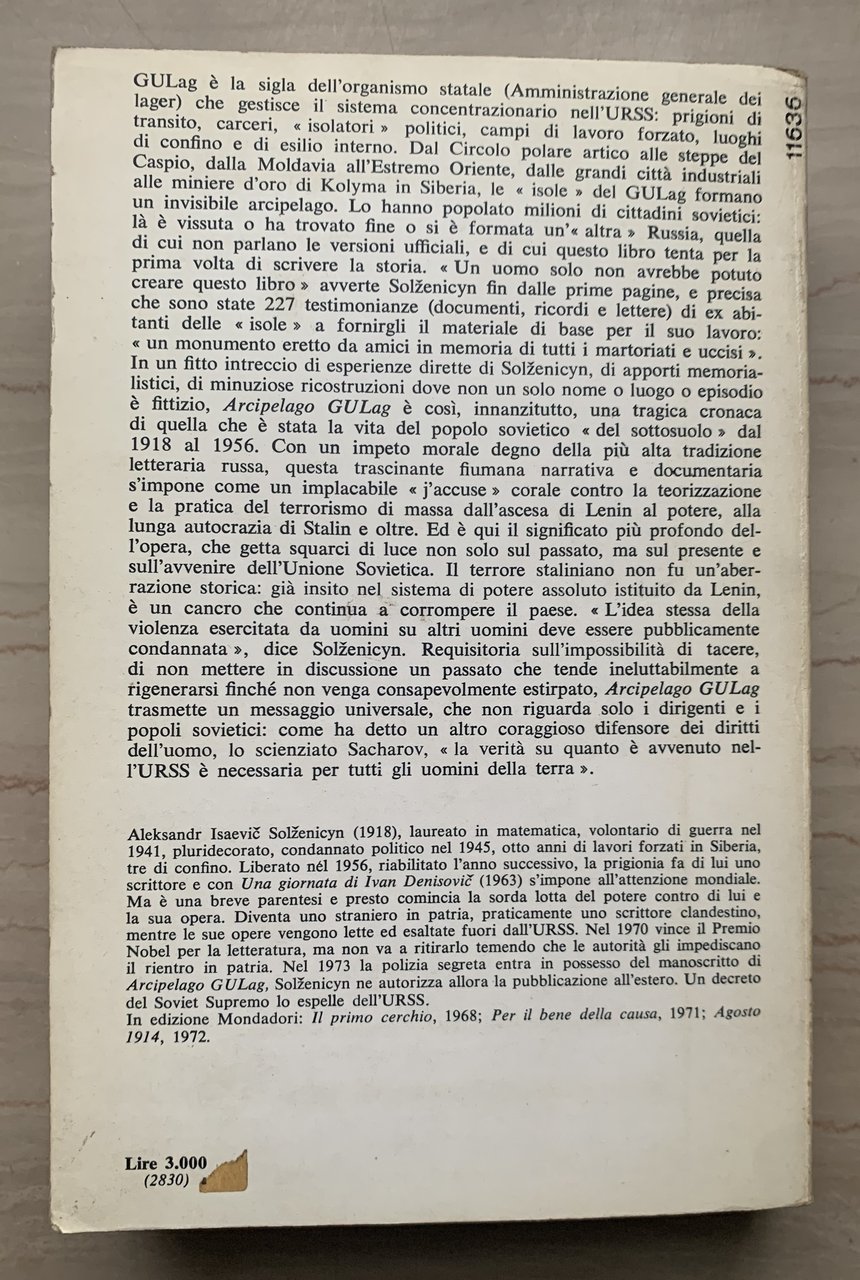 GULag è la sigla dell'organismo statale (Amministrazione generale dei
lager) che gestisce il sistema concentrazionario nell'URSS: prigioni di
transito, carceri, « isolatori » politici, campi di lavoro forzato, luoghi
di confino e di esilio interno. Dal Circolo polare artico alle steppe del
Caspio, dalla Moldavia all'Estremo Oriente, dalle grandi città industriali
alle miniere d'oro di Kolyma in Siberia, le « isole » del GULag formano
un invisibile arcipelago. Lo hanno popolato milioni di cittadini sovietici:
là è vissuta o ha trovato fine o si è formata un'« altra » Russia, quella
di cui non parlano le versioni ufficiali, e di cui questo libro tenta per la
prima volta di scrivere la storia. « Un uomo solo non avrebbe potuto
creare questo libro » avverte Solženicyn fin dalle prime pagine, e precisa
che sono state 227 testimonianze (documenti, ricordi e lettere) di ex abi-
tanti delle « isole » a fornirgli il materiale di base per il suo lavoro:
« un monumento eretto da amici in memoria di tutti i martoriati e uccisi ».
In un fitto intreccio di esperienze dirette di Solženicyn, di apporti memoria-
listici, di minuziose ricostruzioni dove non un solo nome o luogo o episodio
è fittizio, Arcipelago GULag è così, innanzitutto, una tragica cronaca
di quella che è stata la vita del popolo sovietico « del sottosuolo » dal
1918 al 1956. Con un impeto morale degno della più alta tradizione
letteraria russa, questa trascinante fiumana narrativa e documentaria
s'impone come un implacabile « j'accuse » corale contro la teorizzazione
e la pratica del terrorismo di massa dall'ascesa di Lenin al potere, alla
lunga autocrazia di Stalin e oltre. Ed è qui il significato più profondo del-
l'opera, che getta squarci di luce non solo sul passato, ma sul presente e
sull'avvenire dell'Unione Sovietica. Il terrore staliniano non fu un'aber-
razione storica: già insito nel sistema di potere assoluto istituito da Lenin,
è un cancro che continua a corrompere il paese. « L'idea stessa della
violenza esercitata da uomini su altri uomini deve essere pubblicamente
condannata », dice Solženicyn. Requisitoria sull'impossibilità di tacere,
di non mettere in discussione un passato che tende ineluttabilmente a
rigenerarsi finché non venga consapevolmente estirpato, Arcipelago GULag
trasmette un messaggio universale, che non riguarda solo i dirigenti e i
popoli sovietici: come ha detto un altro coraggioso difensore dei diritti
dell'uomo, lo scienziato Sacharov, « la verità su quanto è avvenuto nel-
l'URSS è necessaria per tutti gli uomini della terra ».
Aleksandr Isaevič Solženicyn (1918), laureato in matematica, volontario di guerra nel
1941, pluridecorato, condannato politico nel 1945, otto anni di lavori forzati in Siberia,
tre di confino. Liberato nél 1956, riabilitato l'anno successivo, la prigionia fa di lui uno
scrittore e con Una giornata di Ivan Denisovič (1963) s'impone all'attenzione mondiale.
Ma è una breve parentesi e presto comincia la sorda lotta del potere contro di lui e
la sua opera. Diventa uno straniero in patria, praticamente uno scrittore clandestino,
mentre le sue opere vengono lette ed esaltate fuori dall'URSS. Nel 1970 vince il Premio
Nobel per la letteratura, ma non va a ritirarlo temendo che le autorità gli impediscano
il rientro in patria. Nel 1973 la polizia segreta entra in possesso del manoscritto di
Arcipelago GULag, Solženicyn ne autorizza allora la pubblicazione all'estero. Un decreto
del Soviet Supremo lo espelle dell'URSS.
In edizione Mondadori: Il primo cerchio, 1968; Per il bene della causa, 1971; Agosto
1914, 1972.
Lire 3.000
(2830)
11636